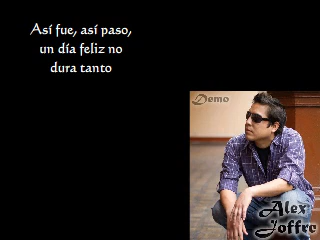 Así fue, así paso,
un día feliz no
dura tanto
Demo
Alex
Joffre